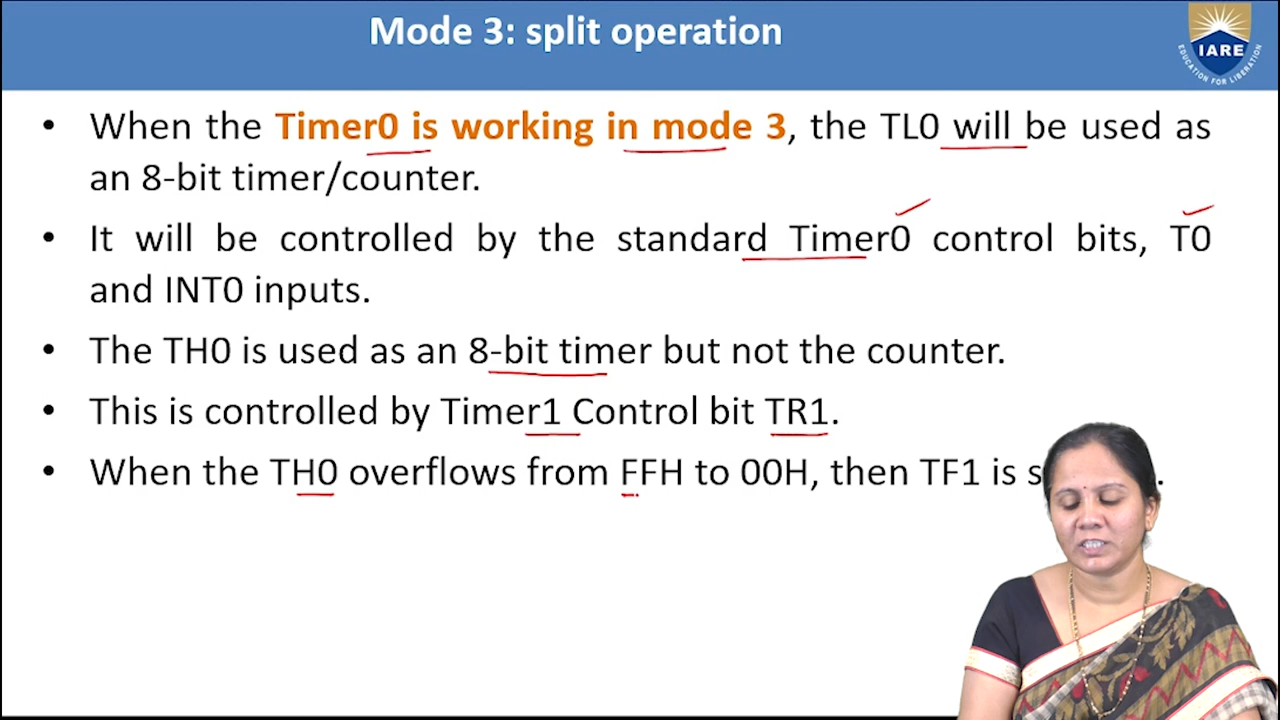 Mode 3: split operation
IARE
EDUCATION FOR LIBERATION
• When the Timer0 is working in mode 3, the TL0 will be used as
an 8-bit timer/counter.
• It will be controlled by the standard Timer0 control bits, T0
and INT0 inputs.
• The TH0 is used as an 8-bit timer but not the counter.
• This is controlled by Timer1 Control bit TR1.
• When the TH0 overflows from FFH to 00H, then TF1 is